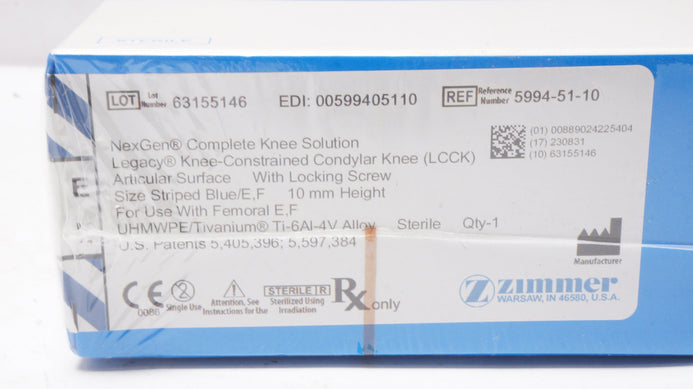 STERILE
LOT Lot Number 63155146 EDI: 00599405110 REF Reference Number 5994-51-10
(01) 00889024225404
(17) 230831
(10) 63155146
NexGen® Complete Knee Solution
Legacy® Knee-Constrained Condylar Knee (LCCK)
Articular Surface With Locking Screw
Size Striped Blue/E,F 10 mm Height
For Use With Femoral E,F
UHMWPE/Tivanium® Ti-6Al-4V Alloy Sterile Qty-1
U.S. Patents 5,405,396; 5,597,384
E
Manufacturer
CE 0086
2 Single Use
Attention, See Instructions for Use
STERILE R
Sterilized Using Irradiation
Rx only
Z zimmer
WARSAW, IN 46580, U.S.A.